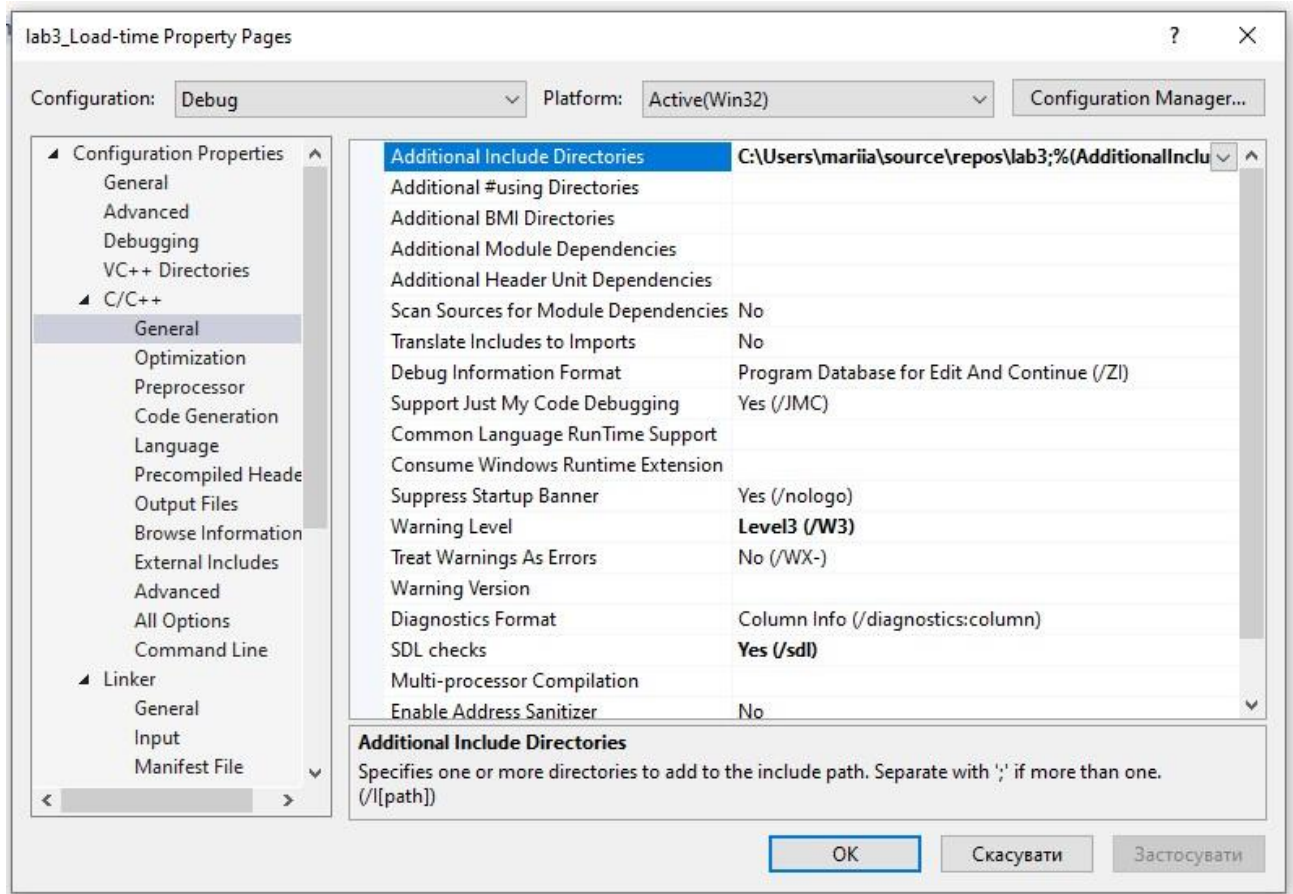 lab3_Load-time Property Pages
?
Configuration: Debug Platform: Active(Win32) Configuration Manager...
Configuration Properties
General
Advanced
Debugging
VC++ Directories
C/C++
General
Optimization
Preprocessor
Code Generation
Language
Precompiled Heade
Output Files
Browse Information
External Includes
Advanced
All Options
Command Line
Linker
General
Input
Manifest File
Additional Include Directories C:\Users\mariia\source\repos\lab3;%(AdditionalInclu
Additional #using Directories
Additional BMI Directories
Additional Module Dependencies
Additional Header Unit Dependencies
Scan Sources for Module Dependencies No
Translate Includes to Imports No
Debug Information Format Program Database for Edit And Continue (/ZI)
Support Just My Code Debugging Yes (/JMC)
Common Language RunTime Support
Consume Windows Runtime Extension
Suppress Startup Banner Yes (/nologo)
Warning Level Level3 (/W3)
Treat Warnings As Errors No (/WX-)
Warning Version
Diagnostics Format Column Info (/diagnostics:column)
SDL checks Yes (/sdl)
Multi-processor Compilation
Enable Address Sanitizer No
Additional Include Directories
Specifies one or more directories to add to the include path. Separate with ';' if more than one.
(/I[path])
OK Скасувати Застосувати